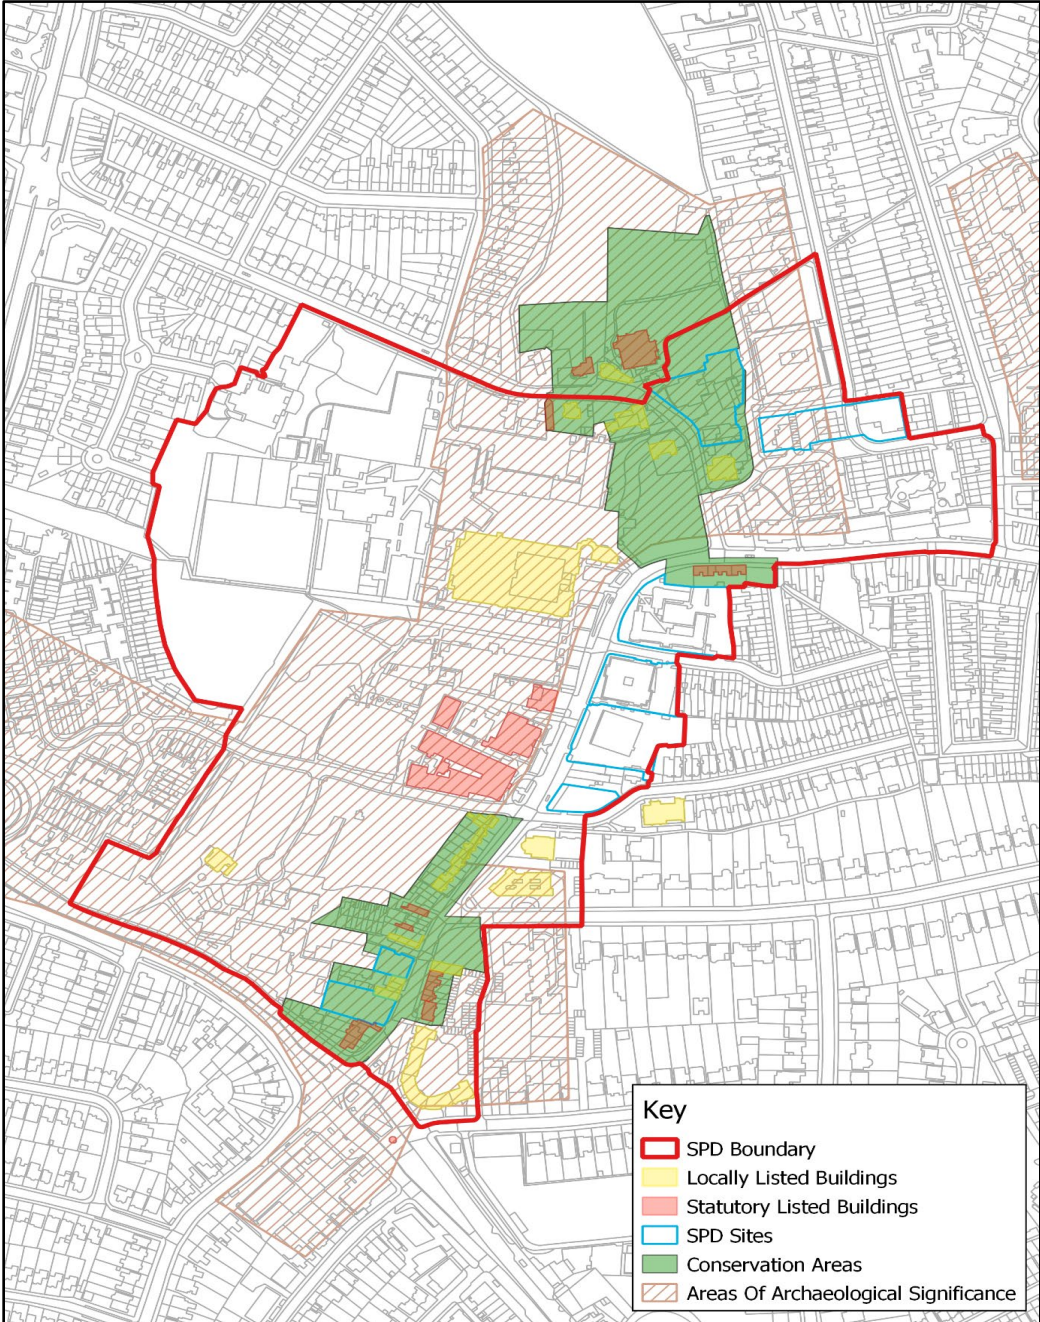 Key
SPD Boundary
Locally Listed Buildings
Statutory Listed Buildings
SPD Sites
Conservation Areas
Areas Of Archaeological Significance